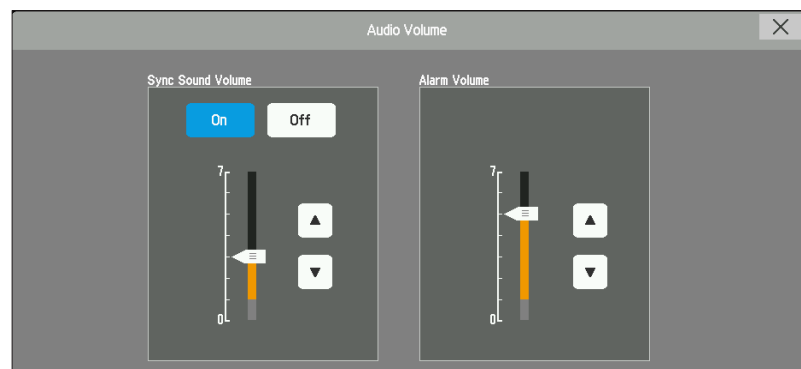 Audio Volume
Sync Sound Volume
Alarm Volume
On Off
7 7
0 0